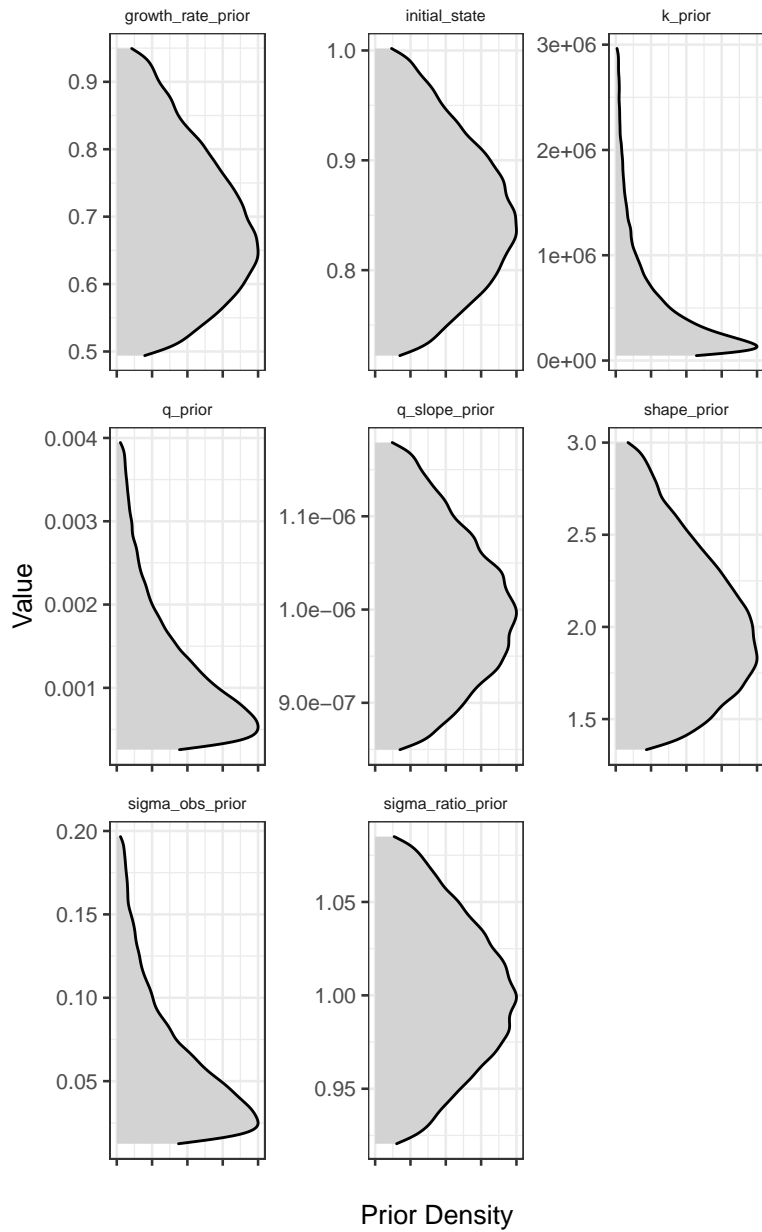 growth_rate_prior
initial_state
k_prior
0.9
0.8
0.7
0.6
0.5
1.0
0.9
0.8
3e+06
2e+06
1e+06
0e+00
q_prior
q_slope_prior
shape_prior
0.004
0.003
0.002
0.001
1.1e−06
1.0e−06
9.0e−07
3.0
2.5
2.0
1.5
Value
sigma_obs_prior
sigma_ratio_prior
0.20
0.15
0.10
0.05
1.05
1.00
0.95
Prior Density